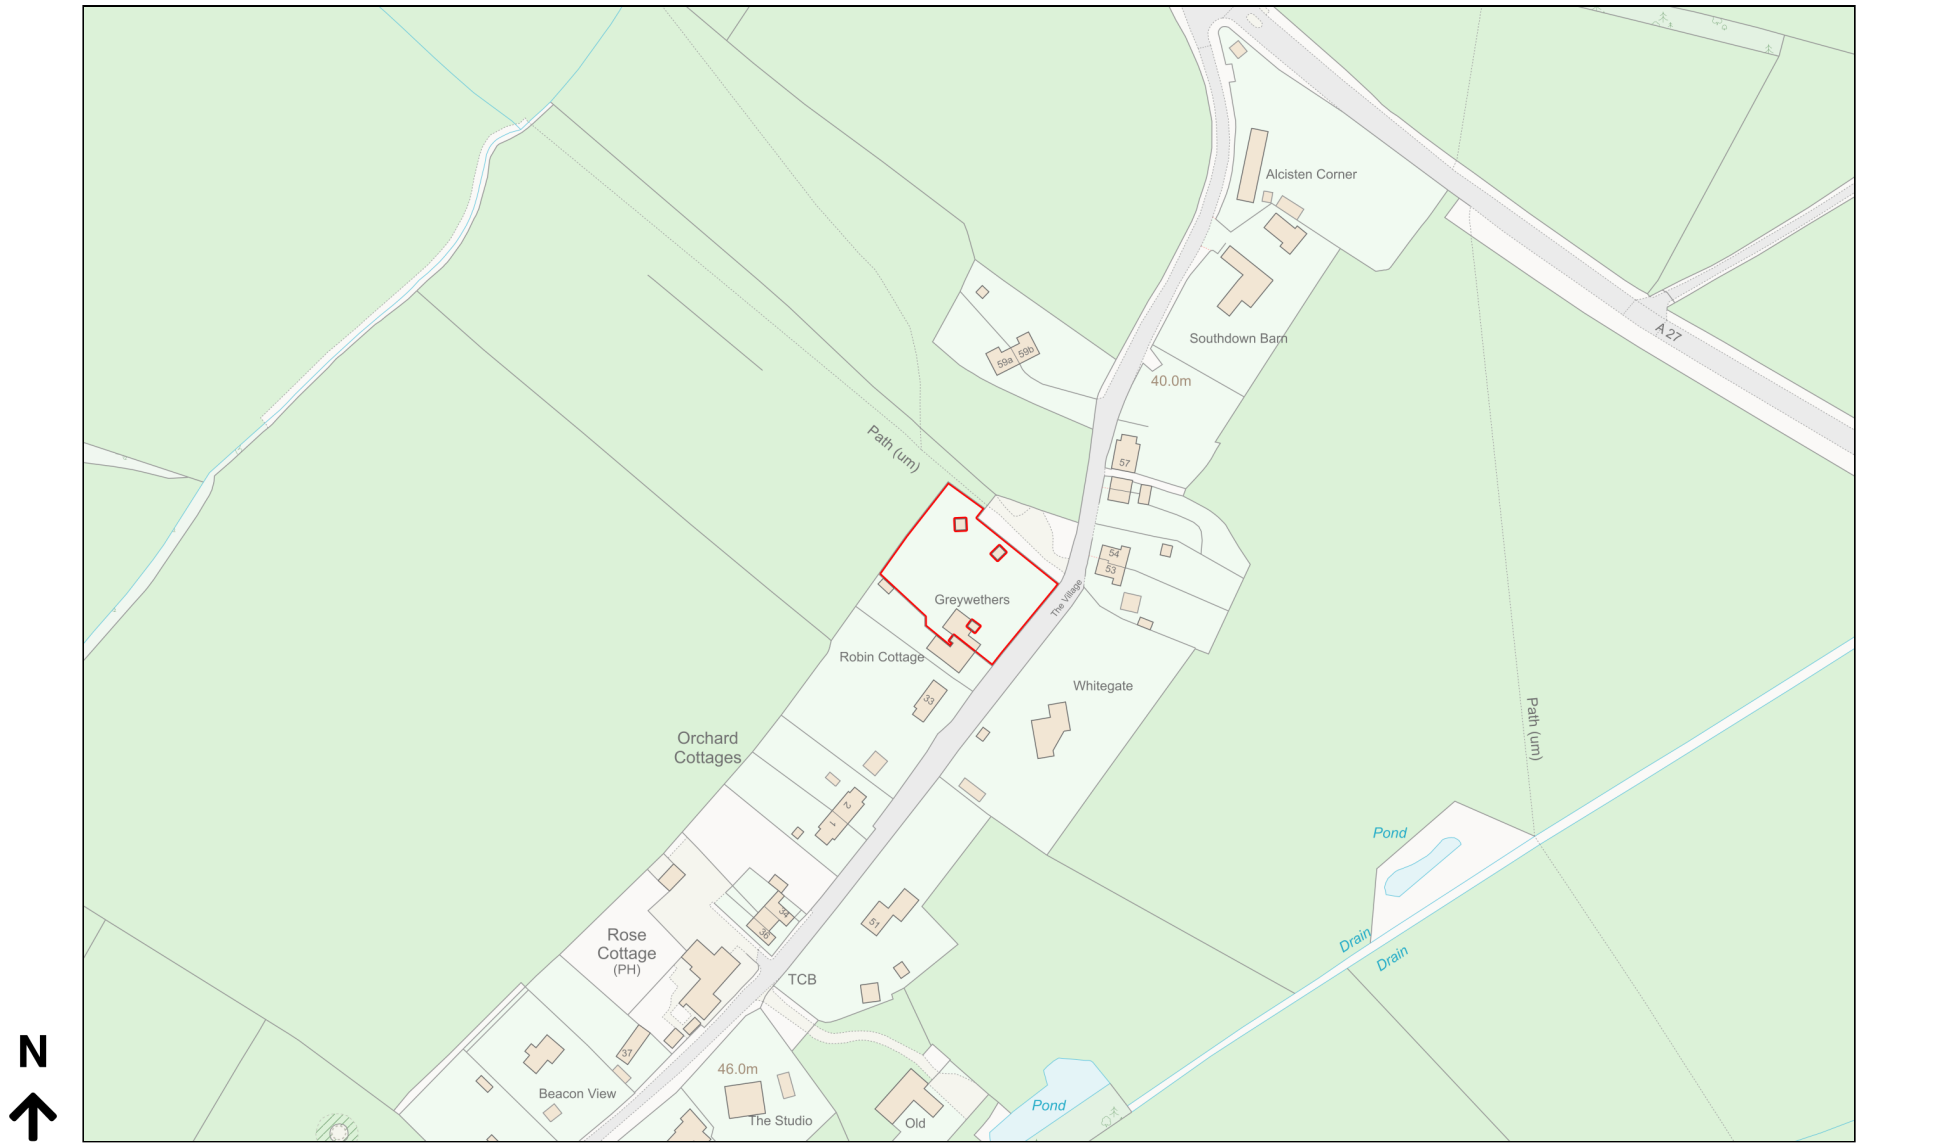 Alcisten Corner
Southdown Barn
A 27
59a
59b
40.0m
Path (um)
57
54
53
The Village
Greywethers
Robin Cottage
33
Whitegate
Path (um)
Orchard
Cottages
2
1
Pond
34
36
51
Rose
Cottage
(PH)
Drain
Drain
TCB
37
46.0m
Beacon View
The Studio
Old
Pond
N